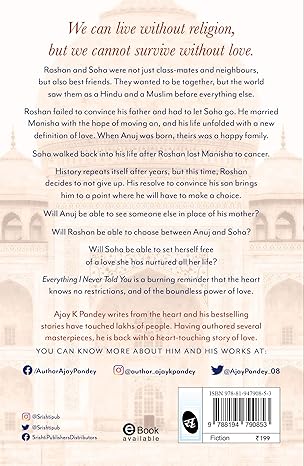 We can live without religion,
but we cannot survive without love.
Roshan and Soha were not just class-mates and neighbours,
but also best friends. They wanted to be together, but the world
saw them as a Hindu and a Muslim before everything else.
Roshan failed to convince his father and had to let Soha go. He married
Manisha with the hope of moving on, and his life unfolded with a new
definition of love. When Anuj was born, theirs was a happy family.
Soha walked back into his life after Roshan lost Manisha to cancer.
History repeats itself after years, but this time, Roshan
decides to not give up. His resolve to convince his son brings
him to a point where he will have to make a choice.
Will Anuj be able to see someone else in place of his mother?
Will Roshan be able to choose between Anuj and Soha?
Will Soha be able to set herself free
of a love she has nurtured all her life?
Everything I Never Told You is a burning reminder that the heart
knows no restrictions, and of the boundless power of love.
Ajay K Pandey writes from the heart and his bestselling
stories have touched lakhs of people. Having authored several
masterpieces, he is back with a heart-touching story of love.
YOU CAN KNOW MORE ABOUT HIM AND HIS WORKS AT:
/AuthorAjayPandey
/author_ajaykpandey
/AjayPandey_08
@Srishtipub
@srishtipub
SrishtiPublishersDistributors
eBook
available
ISBN 978-81-947908-5-3
9 788194 790853
Fiction ₹199